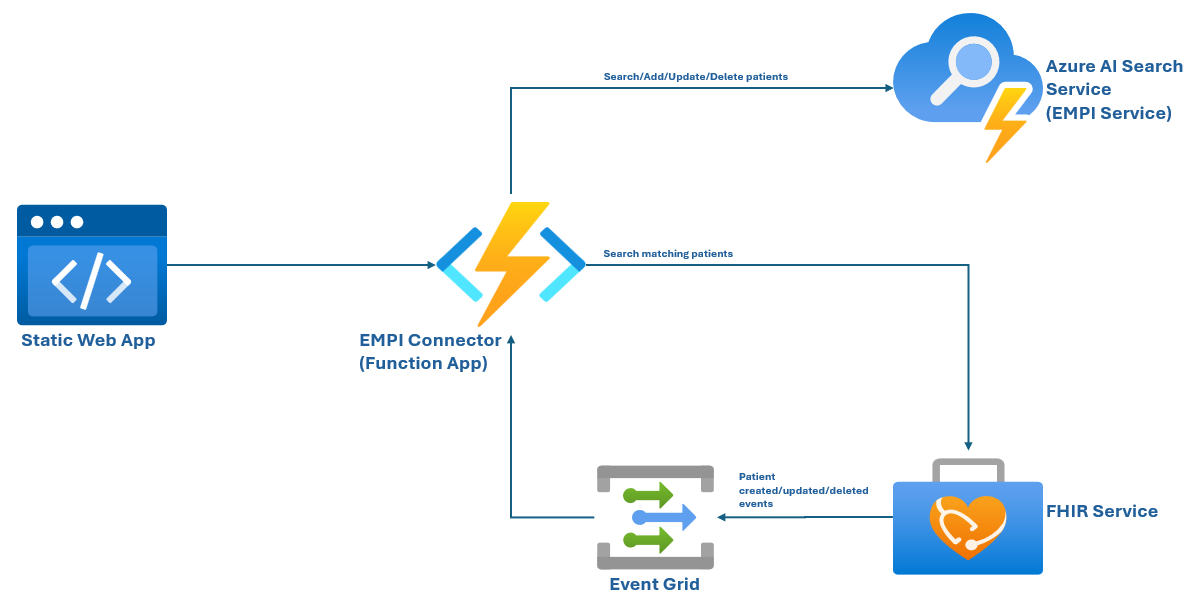 Search/Add/Update/Delete patients
Azure AI Search
Service
(EMPI Service)
Search matching patients
Static Web App
EMPI Connector
(Function App)
Patient
created/updated/deleted
events
FHIR Service
Event Grid